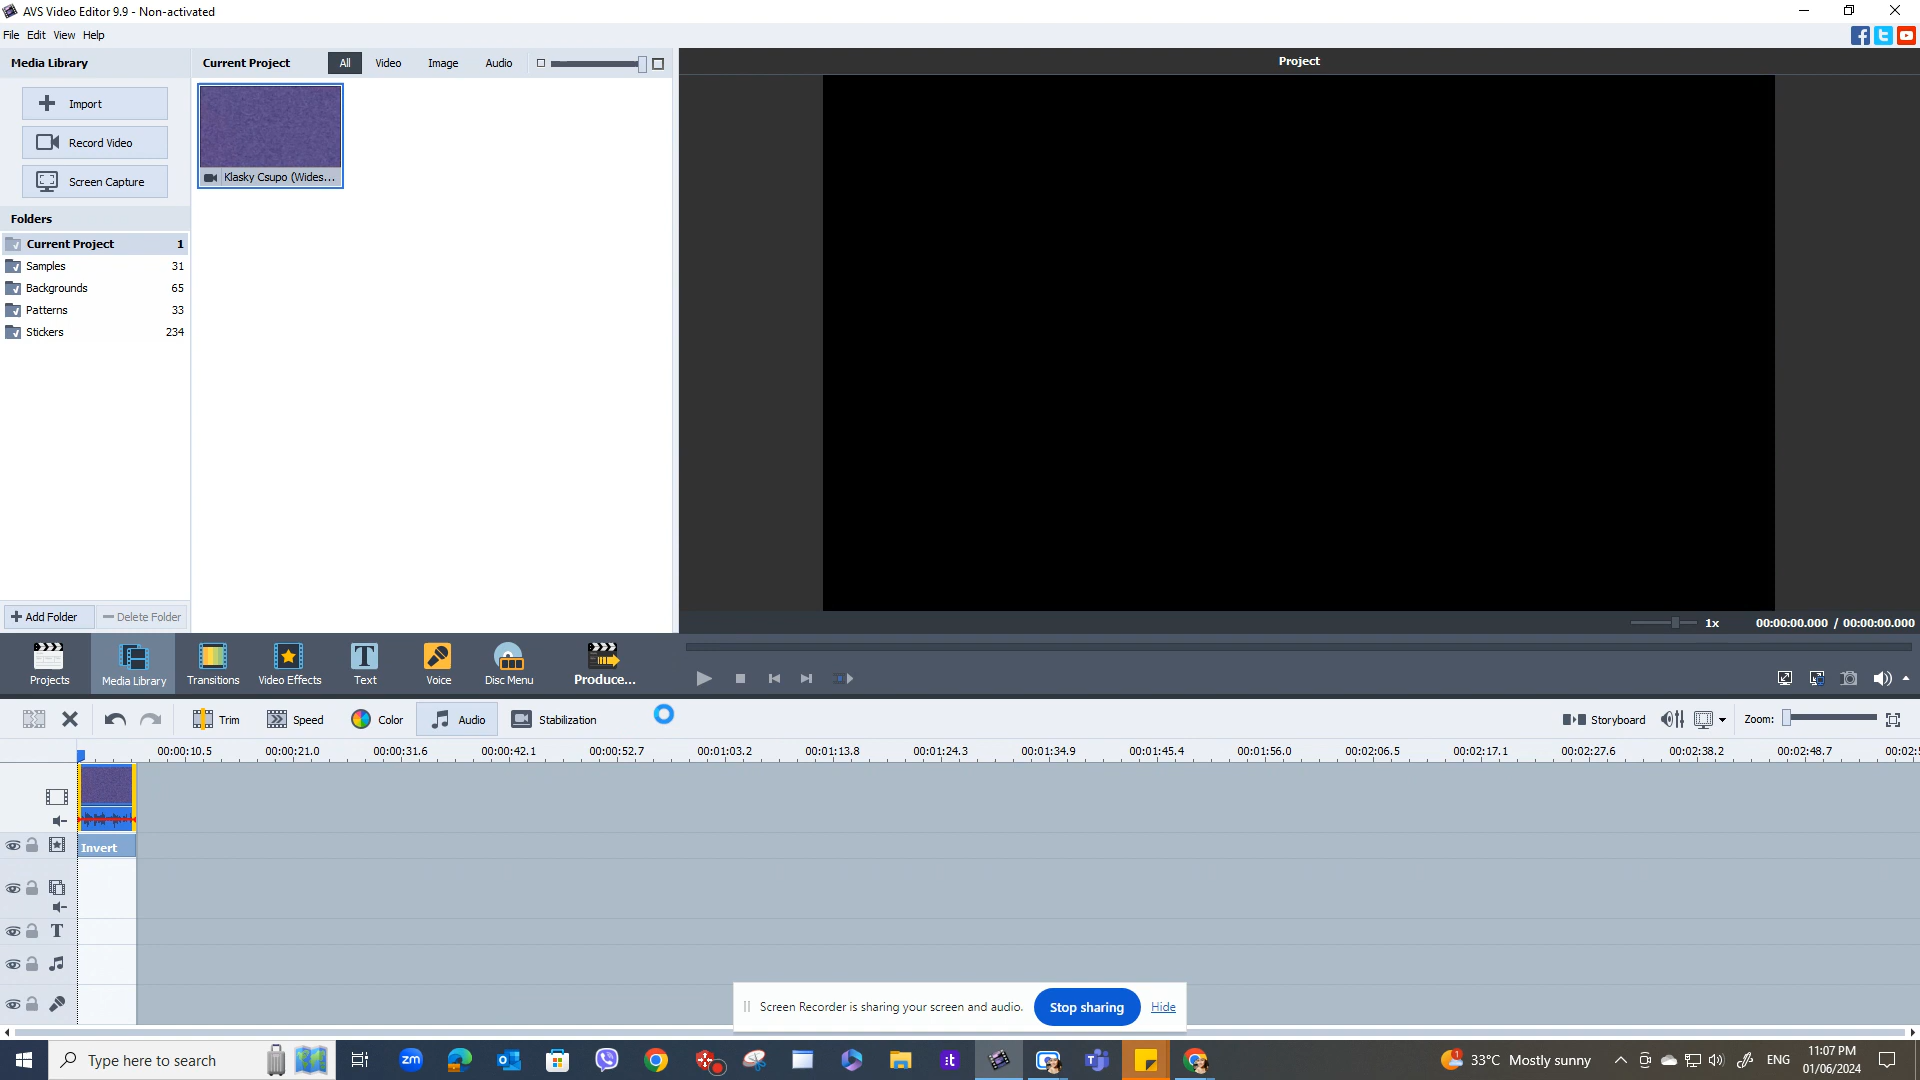 AVS Video Editor 9.9 - Non-activated
File Edit View Help
Media Library
Current Project
All
Video
Image
Audio
Project
Import
Record Video
Screen Capture
Klasky Csupo (Wides...
Folders
Current Project 1
Samples 31
Backgrounds 65
Patterns 33
Stickers 234
Add Folder
Delete Folder
1x
00:00:00.000 / 00:00:00.000
Projects
Media Library
Transitions
Video Effects
Text
Voice
Disc Menu
Produce...
Trim
Speed
Color
Audio
Stabilization
Storyboard
Zoom:
00:00:10.5 00:00:21.0 00:00:31.6 00:00:42.1 00:00:52.7 00:01:03.2 00:01:13.8 00:01:24.3 00:01:34.9 00:01:45.4 00:01:56.0 00:02:06.5 00:02:17.1 00:02:27.6 00:02:38.2 00:02:48.7 00:02:5
Invert
Screen Recorder is sharing your screen and audio.
Stop sharing
Hide
Type here to search
33°C Mostly sunny
ENG
11:07 PM
01/06/2024